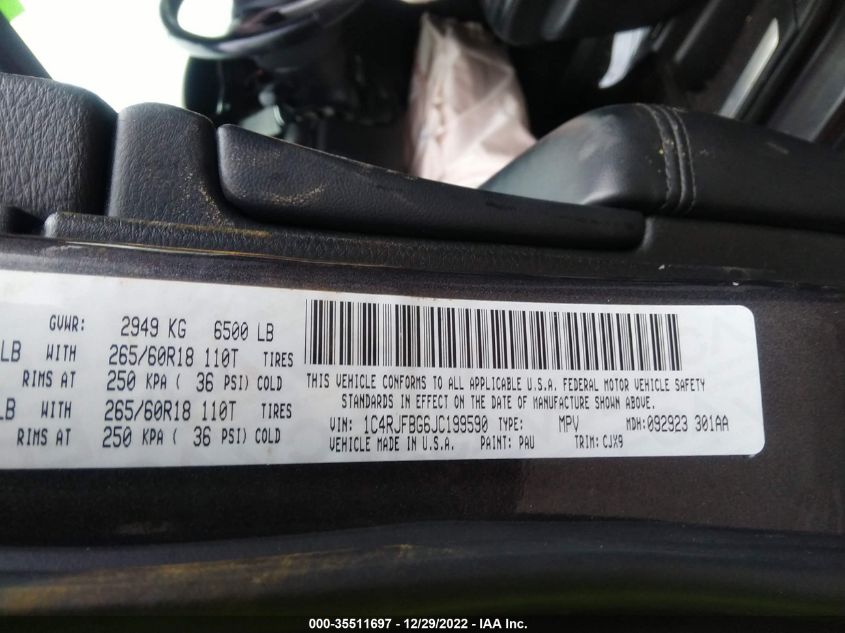 GVWR: 2949 KG 6500 LB
LB WITH 265/60R18 110T TIRES
RIMS AT 250 KPA ( 36 PSI) COLD
LB WITH 265/60R18 110T TIRES
RIMS AT 250 KPA ( 36 PSI) COLD
THIS VEHICLE CONFORMS TO ALL APPLICABLE U.S.A. FEDERAL MOTOR VEHICLE SAFETY
STANDARDS IN EFFECT ON THE DATE OF MANUFACTURE SHOWN ABOVE.
VIN: 1C4RJFBG6JC199590 TYPE: MPV MDH: 092923 301AA
VEHICLE MADE IN U.S.A. PAINT: PAU TRIM: CJX9
000-35511697 - 12/29/2022 - IAA Inc.